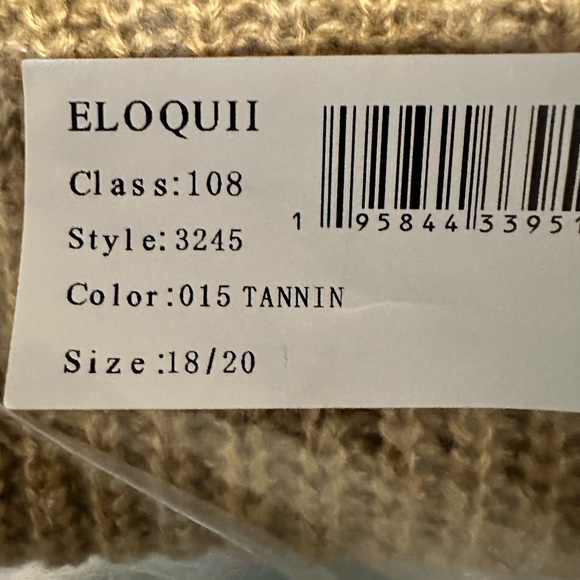 ELOQUII
Class:108
Style:3245
Color:015 TANNIN
Size:18/20
1 95844 3395